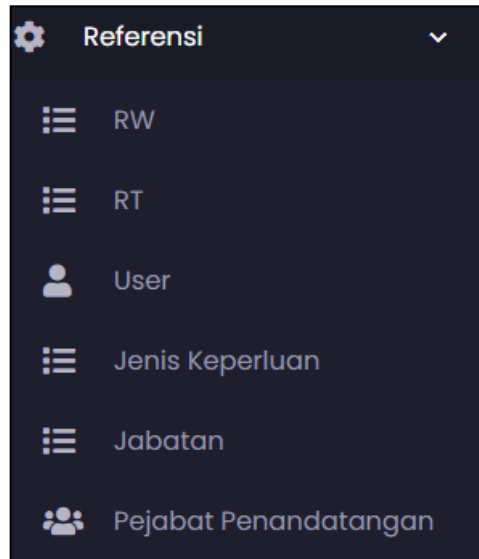 Referensi
RW
RT
User
Jenis Keperluan
Jabatan
Pejabat Penandatangan